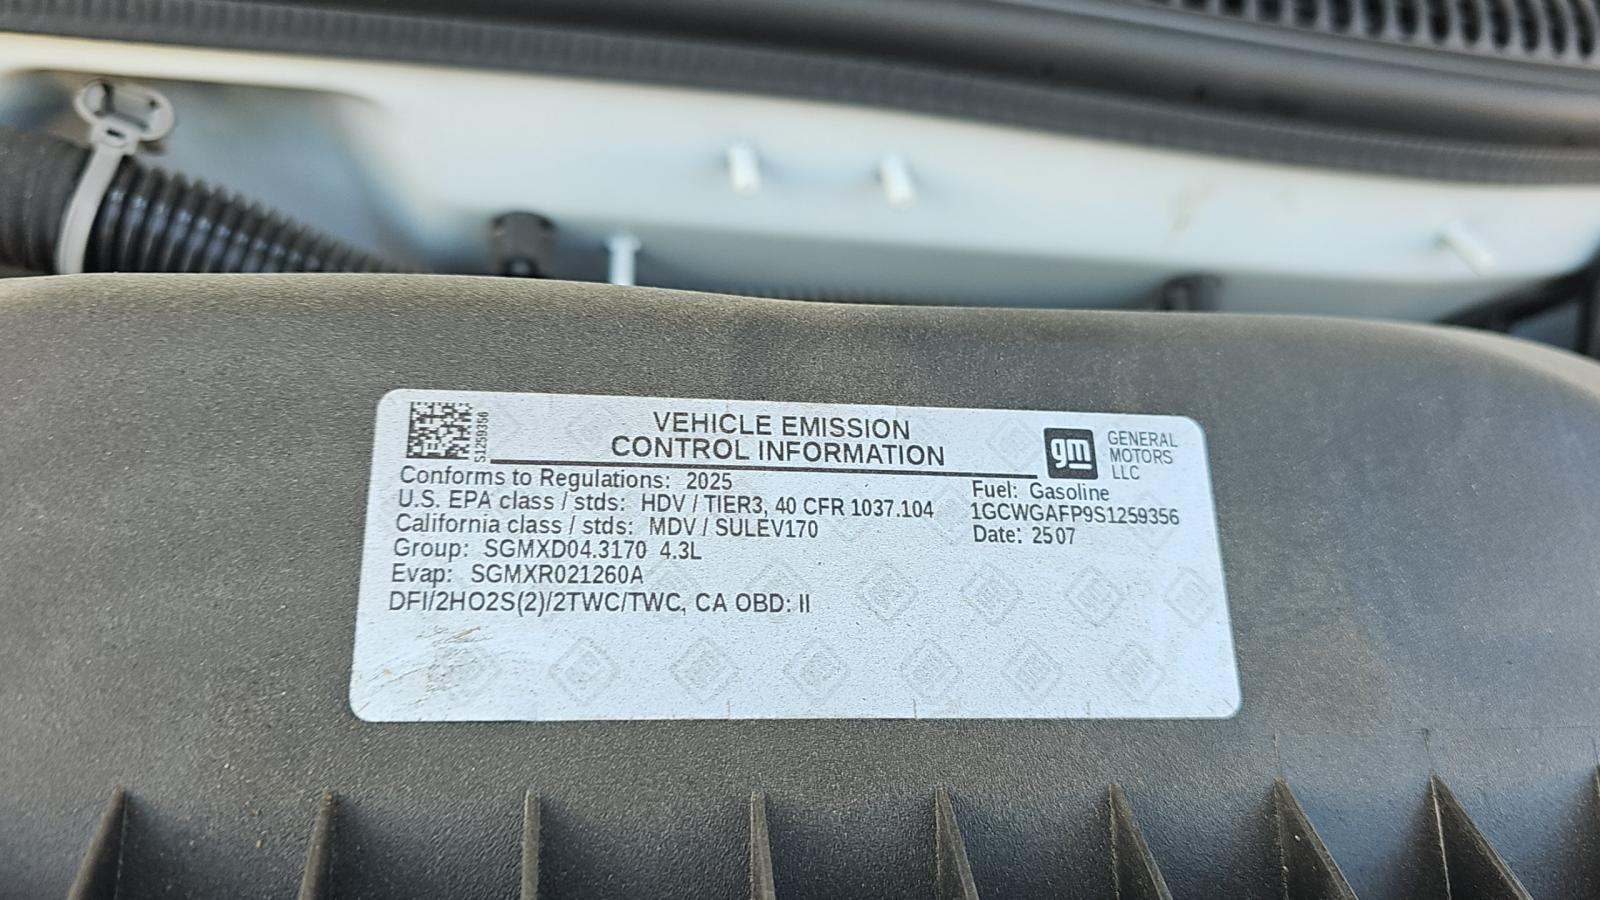 S1259356
VEHICLE EMISSION
CONTROL INFORMATION
gm
GENERAL
MOTORS
LLC
Conforms to Regulations: 2025
U.S. EPA class / stds: HDV / TIER3, 40 CFR 1037.104
California class / stds: MDV / SULEV170
Group: SGMXD04.3170 4.3L
Evap: SGMXR021260A
DFI/2HO2S(2)/2TWC/TWC, CA OBD: II
Fuel: Gasoline
1GCWGAFP9S1259356
Date: 2507